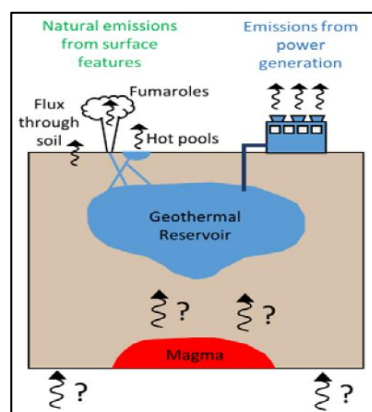 Natural emissions
from surface
features
Emissions from
power
generation
Fumaroles
Flux
through
soil
Hot pools
Geothermal
Reservoir
?
?
Magma
?
?